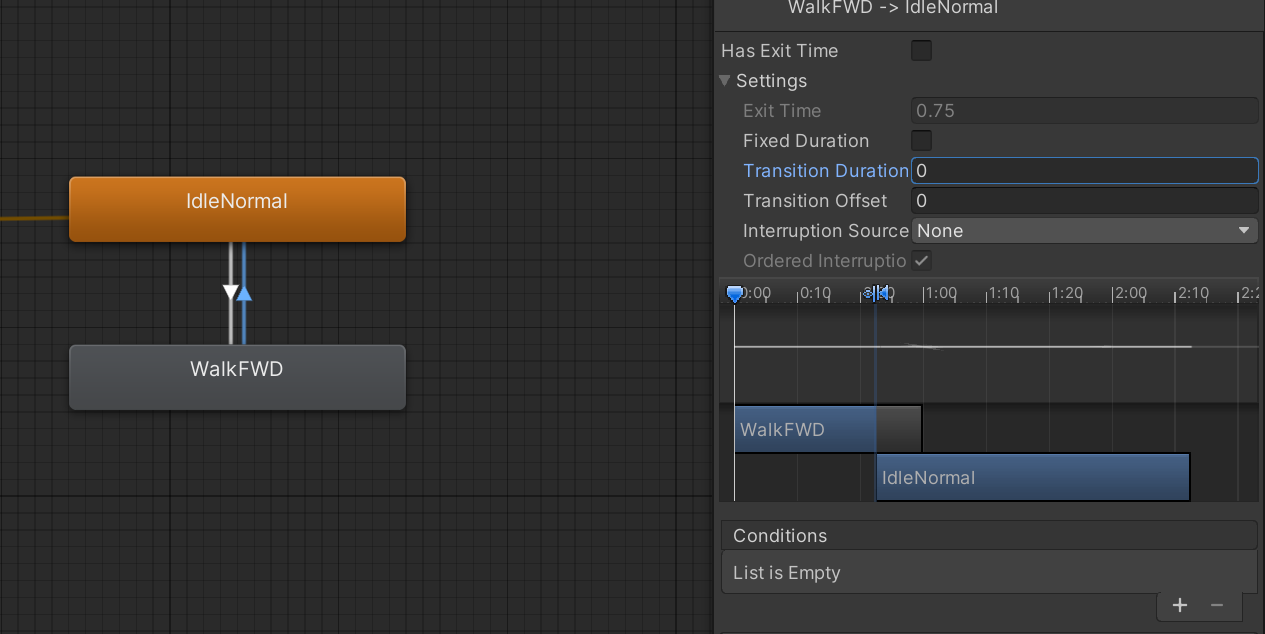 WalkFWD -> IdleNormal
Has Exit Time
Settings
Exit Time 0.75
Fixed Duration
Transition Duration 0
Transition Offset 0
Interruption Source None
Ordered Interruptio
0:00 0:10 1:00 1:10 1:20 2:00 2:10 2:2
IdleNormal
WalkFWD
WalkFWD
IdleNormal
Conditions
List is Empty